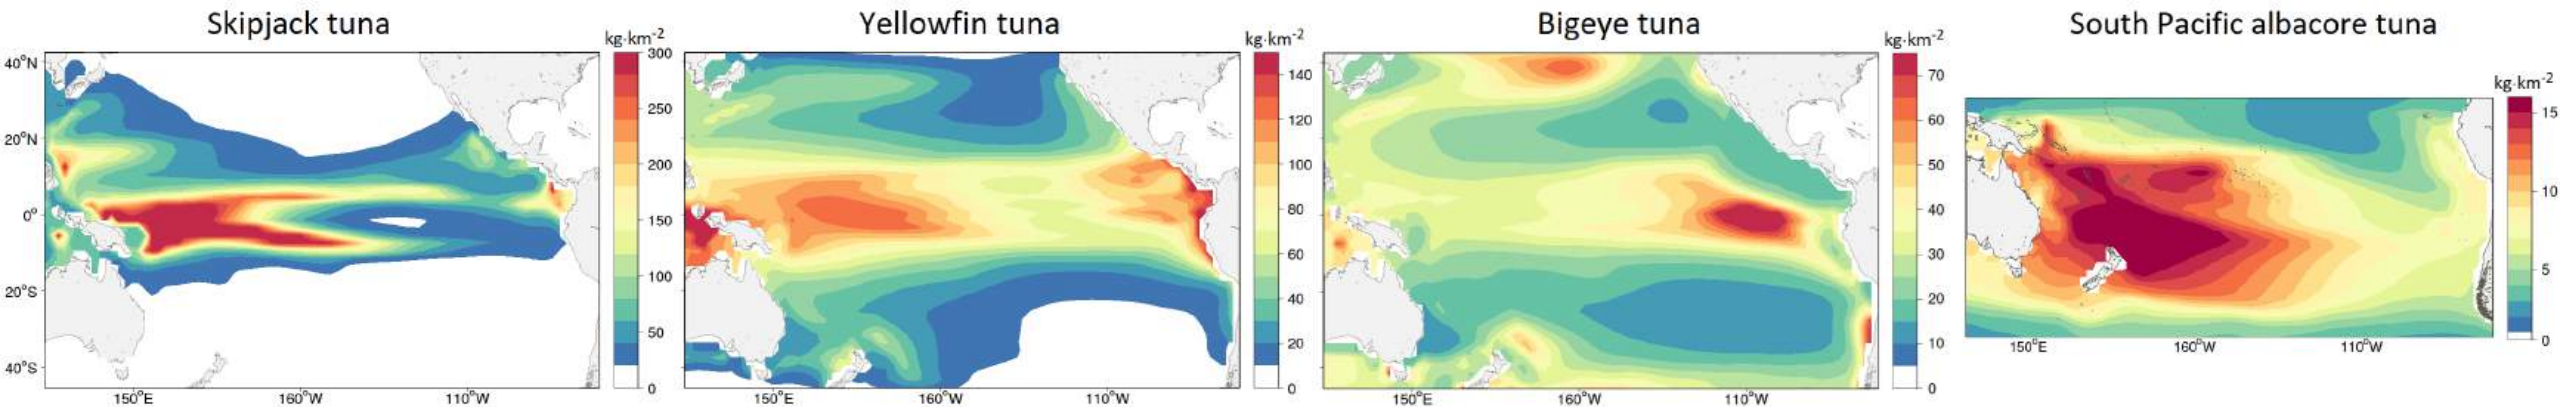 Skipjack tuna
kg·km-2
300
250
200
150
100
50
0
40°N
20°N
0°
20°S
40°S
150°E 160°W 110°W
Yellowfin tuna
kg·km-2
140
120
100
80
60
40
20
0
150°E 160°W 110°W
Bigeye tuna
kg·km-2
70
60
50
40
30
20
10
0
150°E 160°W 110°W
South Pacific albacore tuna
kg·km-2
15
10
5
0
150°E 160°W 110°W